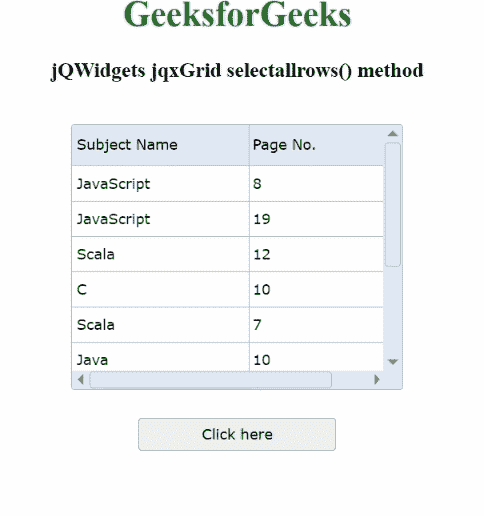 GeeksforGeeks
jQWidgets jqxGrid selectallrows() method
Subject Name Page No.
JavaScript 8
JavaScript 19
Scala 12
C 10
Scala 7
Java 10
Click here